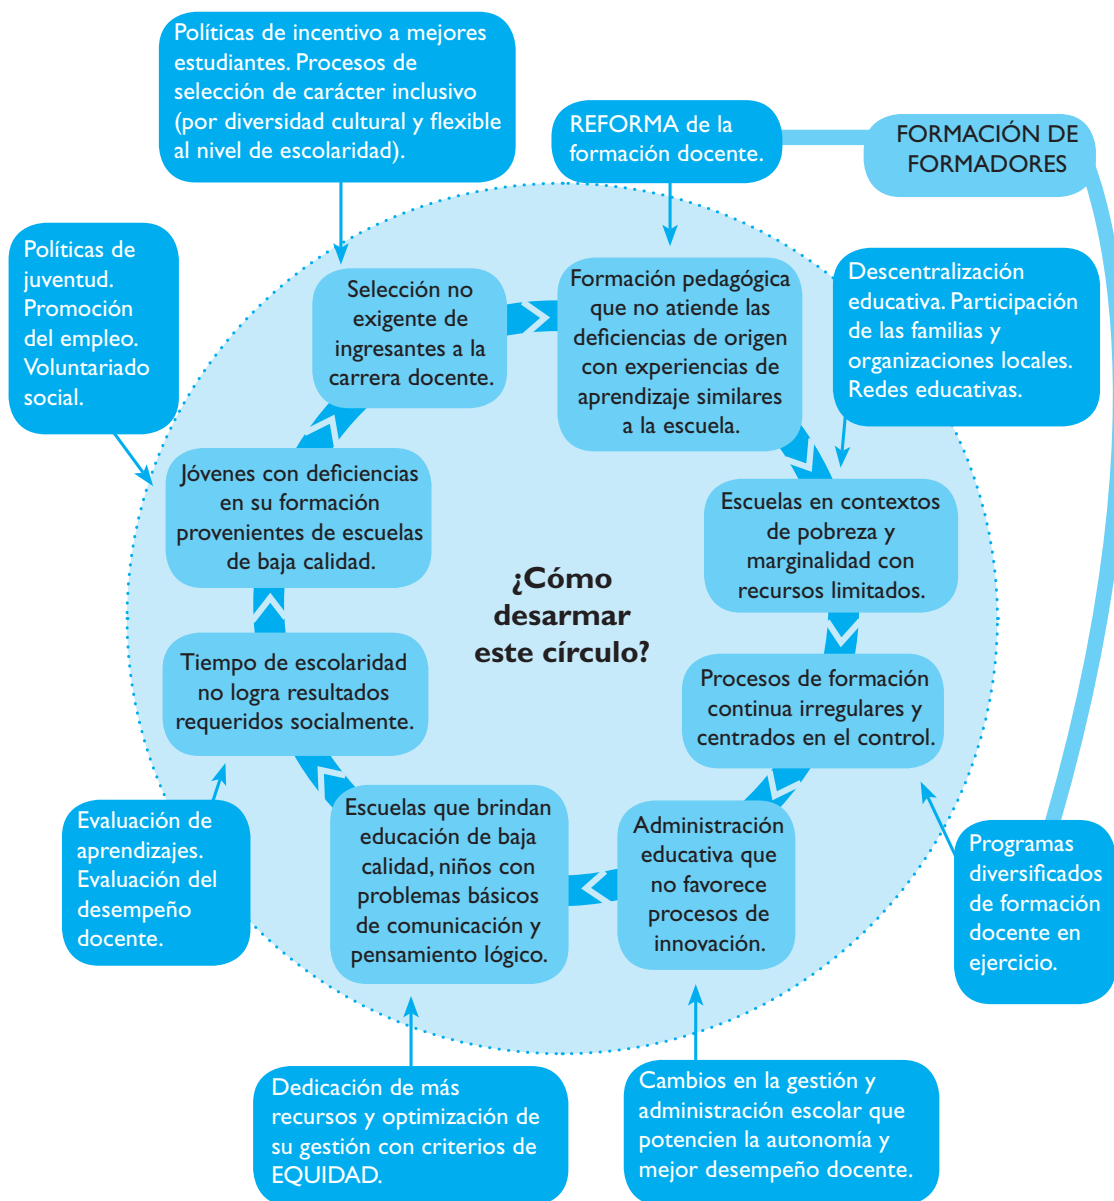 Políticas de incentivo a mejores
estudiantes. Procesos de
selección de carácter inclusivo
(por diversidad cultural y flexible
al nivel de escolaridad).
REFORMA de la
formación docente.
FORMACIÓN DE
FORMADORES
Políticas de
juventud.
Promoción
del empleo.
Voluntariado
social.
Selección no
exigente de
ingresantes a la
carrera docente.
Formación pedagógica
que no atiende las
deficiencias de origen
con experiencias de
aprendizaje similares
a la escuela.
Descentralización
educativa. Participación
de las familias y
organizaciones locales.
Redes educativas.
Jóvenes con deficiencias
en su formación
provenientes de escuelas
de baja calidad.
Escuelas en contextos
de pobreza y
marginalidad con
recursos limitados.
¿Cómo
desarmar
este círculo?
Tiempo de escolaridad
no logra resultados
requeridos socialmente.
Procesos de formación
continua irregulares y
centrados en el control.
Evaluación de
aprendizajes.
Evaluación del
desempeño
docente.
Escuelas que brindan
educación de baja
calidad, niños con
problemas básicos
de comunicación y
pensamiento lógico.
Administración
educativa que
no favorece
procesos de
innovación.
Programas
diversificados
de formación
docente en
ejercicio.
Dedicación de más
recursos y optimización de
su gestión con criterios de
EQUIDAD.
Cambios en la gestión y
administración escolar que
potencien la autonomía y
mejor desempeño docente.